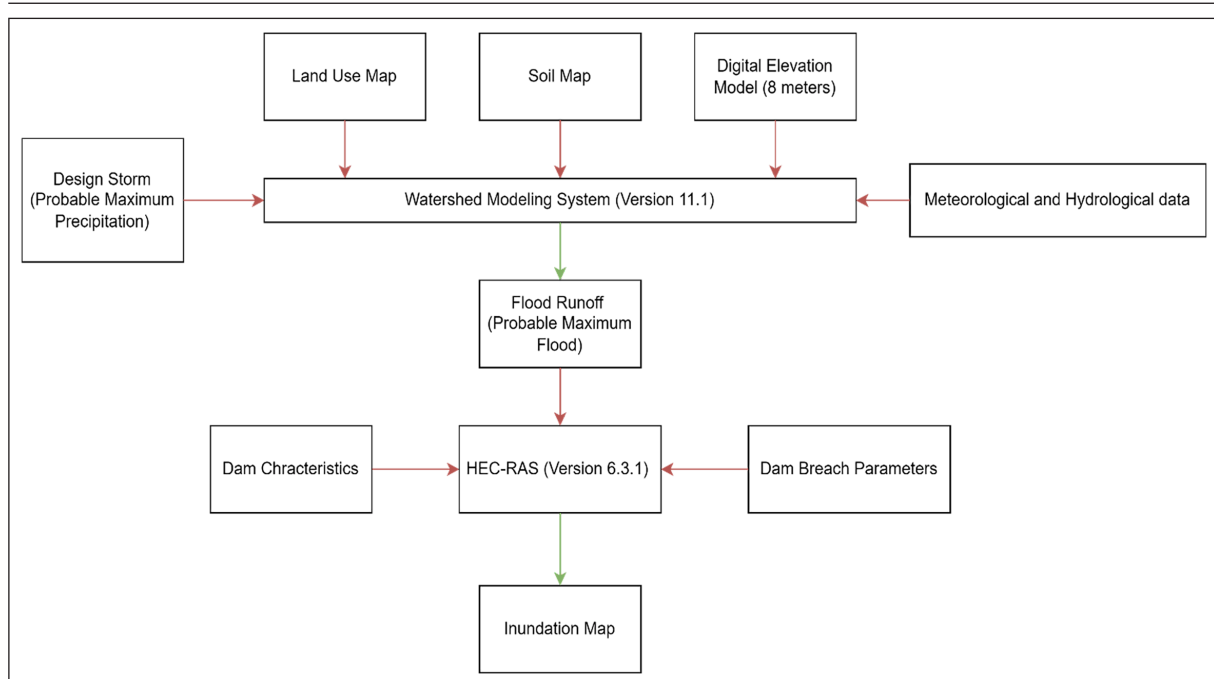 Land Use Map
Soil Map
Digital Elevation
Model (8 meters)
Design Storm
(Probable Maximum
Precipitation)
Watershed Modeling System (Version 11.1)
Meteorological and Hydrological data
Flood Runoff
(Probable Maximum
Flood)
Dam Chracteristics
HEC-RAS (Version 6.3.1)
Dam Breach Parameters
Inundation Map